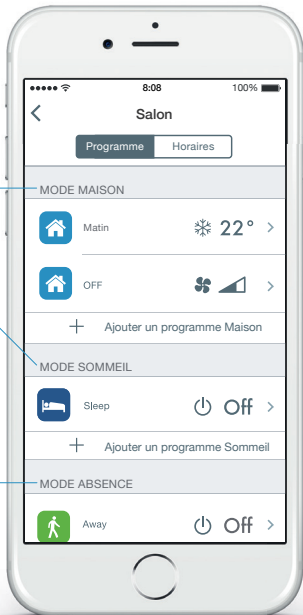 8:08
100%
Salon
Programme Horaires
MODE MAISON
Matin 22°
OFF
+ Ajouter un programme Maison
MODE SOMMEIL
Sleep Off
+ Ajouter un programme Sommeil
MODE ABSENCE
Away Off